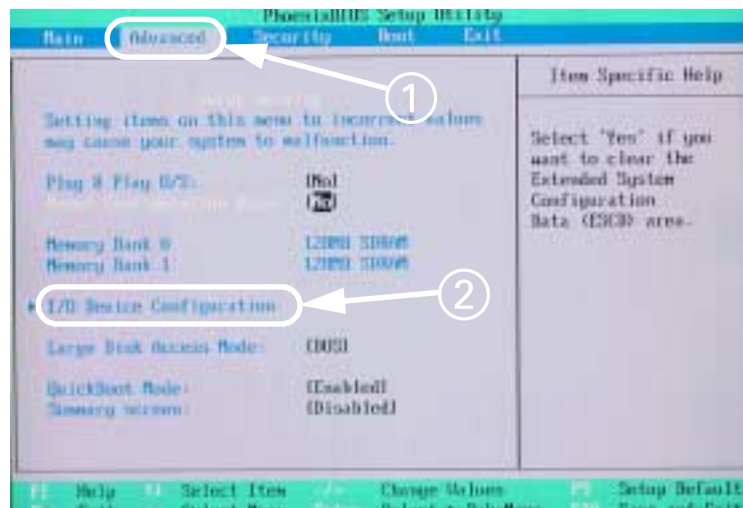 PhoenixBIOS Setup Utility
Main Advanced Security Boot Exit
1
Item Specific Help
Setting items on this menu to incorrect values
may cause your system to malfunction.
Select 'Yes' if you
want to clear the
Extended System
Configuration
Data (ESCD) area.
Plug & Play O/S: [No]
[No]
Memory Bank 0 128MB SDRAM
Memory Bank 1 128MB SDRAM
2
I/O Device Configuration
Large Disk Access Mode: [DOS]
QuickBoot Mode: [Enabled]
Summary screen: [Disabled]
F1 Help Select Item -/+ Change Values F9 Setup Default